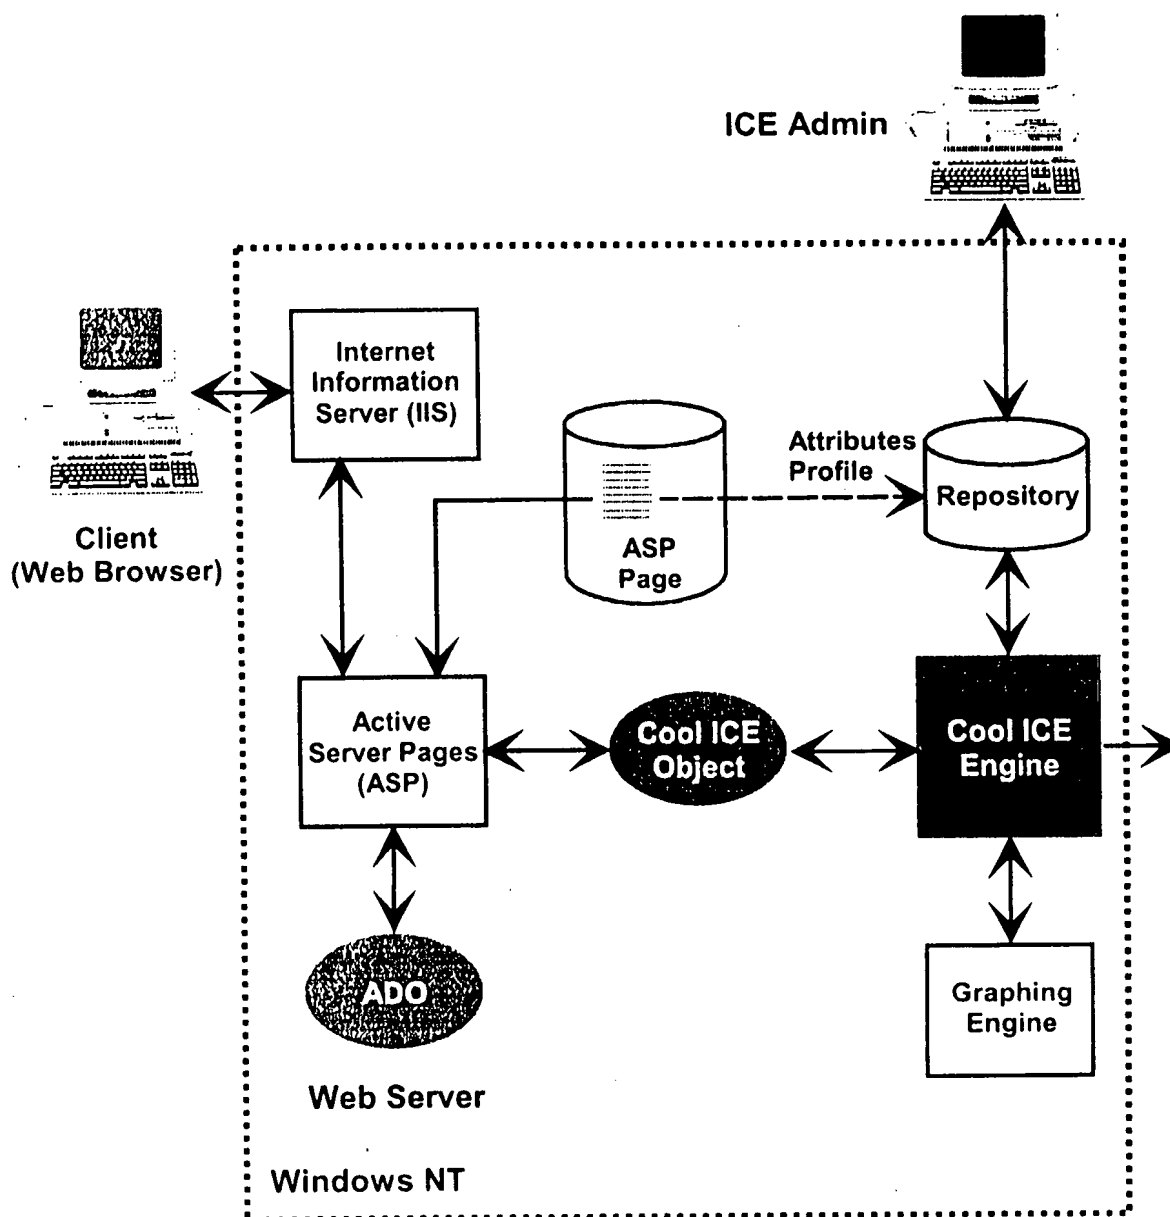 ICE Admin
Internet
Information
Server (IIS)
Client
(Web Browser)
Attributes
Profile
Repository
ASP
Page
Active
Server Pages
(ASP)
Cool ICE
Object
Cool ICE
Engine
ADO
Graphing
Engine
Web Server
Windows NT